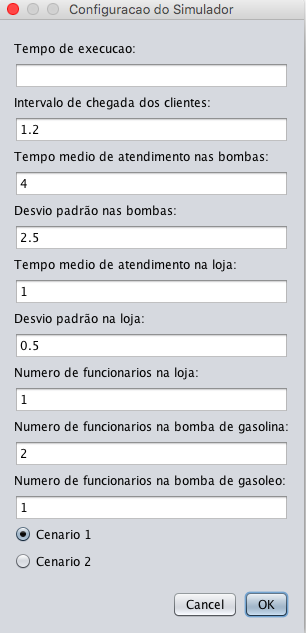 Configuracao do Simulador
Tempo de execucao:
Intervalo de chegada dos clientes:
1.2
Tempo medio de atendimento nas bombas:
4
Desvio padrão nas bombas:
2.5
Tempo medio de atendimento na loja:
1
Desvio padrão na loja:
0.5
Numero de funcionarios na loja:
1
Numero de funcionarios na bomba de gasolina:
2
Numero de funcionarios na bomba de gasoleo:
1
Cenario 1
Cenario 2
Cancel OK